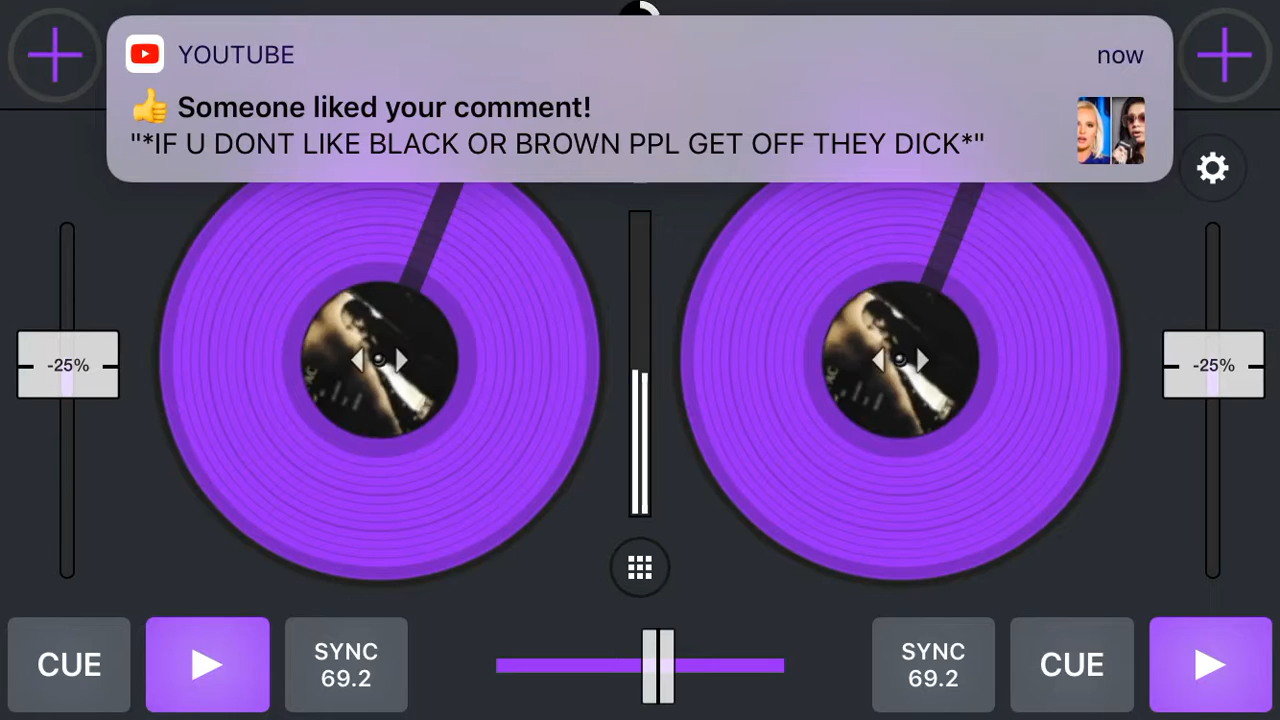 YOUTUBE now
👍 Someone liked your comment!
"*IF U DONT LIKE BLACK OR BROWN PPL GET OFF THEY DICK*"
-25%
-25%
CUE
SYNC
69.2
SYNC
69.2
CUE